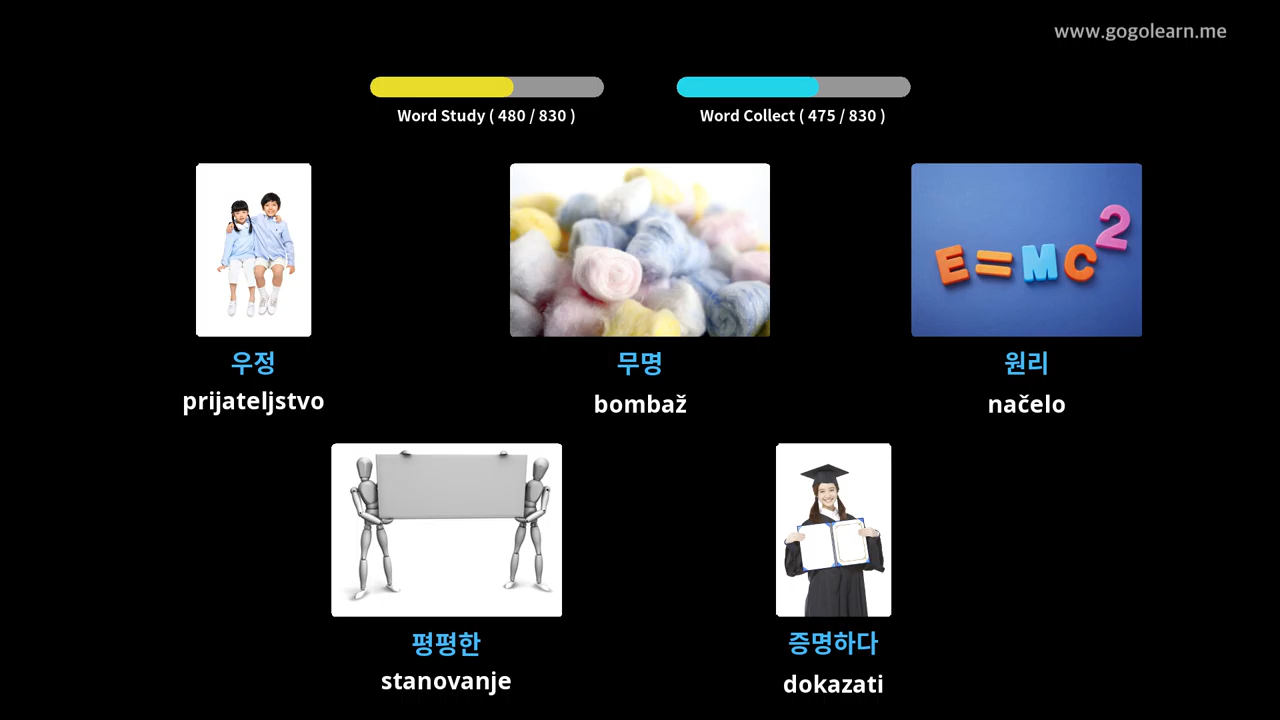 www.gogolearn.me
Word Study ( 480 / 830 )
Word Collect ( 475 / 830 )
E=MC2
우정
무명
원리
prijateljstvo
bombaž
načelo
평평한
증명하다
stanovanje
dokazati